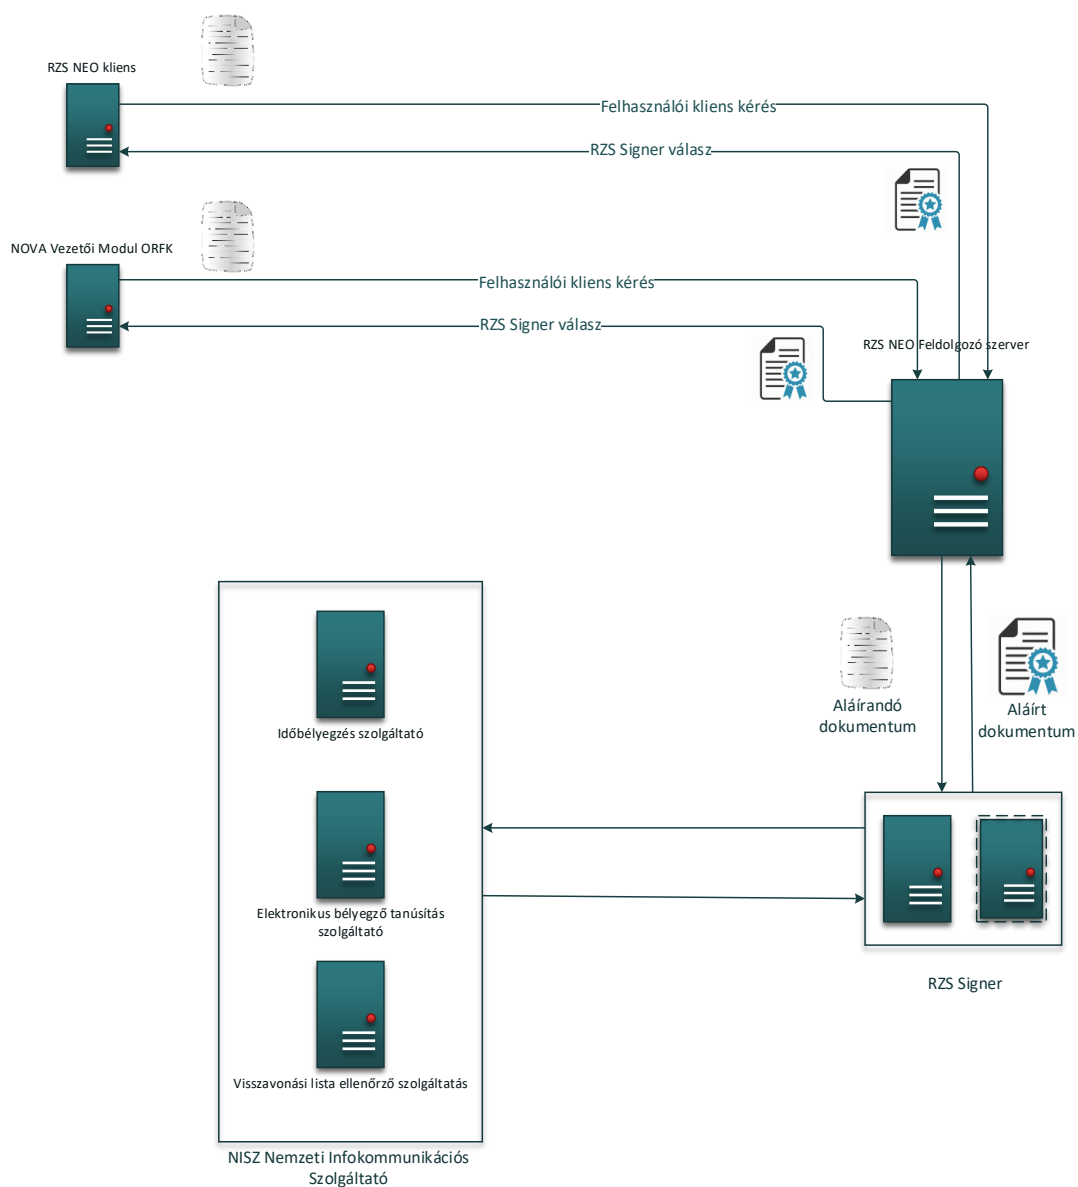 RZS NEO kliens
Felhasználói kliens kérés
RZS Signer válasz
NOVA Vezetői Modul ORFK
Felhasználói kliens kérés
RZS Signer válasz
RZS NEO Feldolgozó szerver
Aláírandó
dokumentum
Aláírt
dokumentum
Időbélyegzés szolgáltató
Elektronikus bélyegző tanúsítás
szolgáltató
Visszavonási lista ellenőrző szolgáltatás
RZS Signer
NISZ Nemzeti Infokommunikációs
Szolgáltató